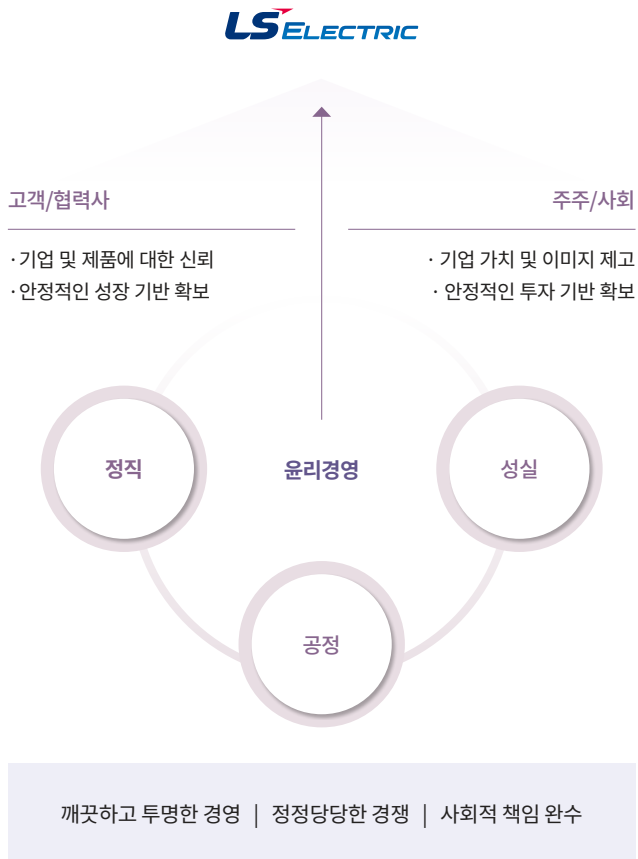 LS ELECTRIC
고객/협력사
·기업 및 제품에 대한 신뢰
·안정적인 성장 기반 확보
주주/사회
· 기업 가치 및 이미지 제고
· 안정적인 투자 기반 확보
정직
윤리경영
성실
공정
깨끗하고 투명한 경영 | 정정당당한 경쟁 | 사회적 책임 완수